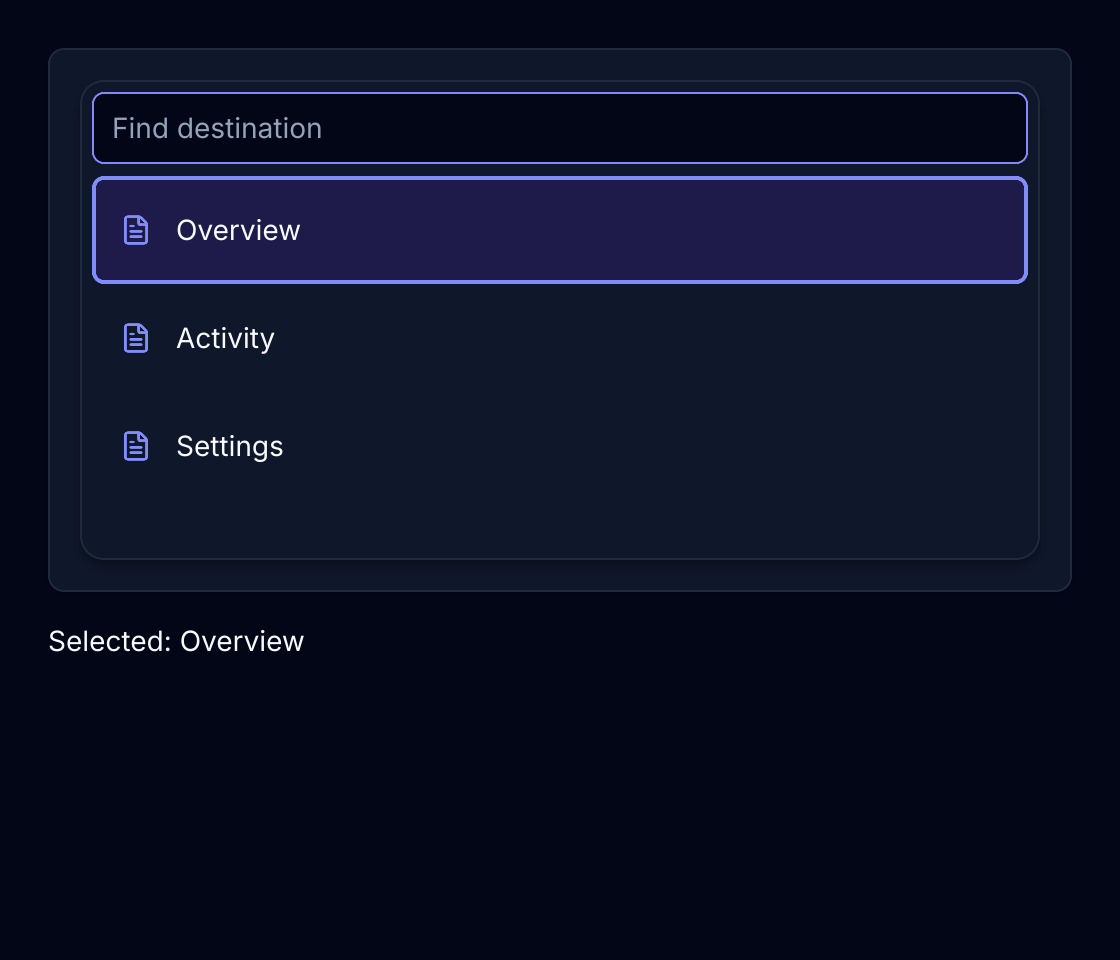 Find destination
Overview
Activity
Settings
Selected: Overview